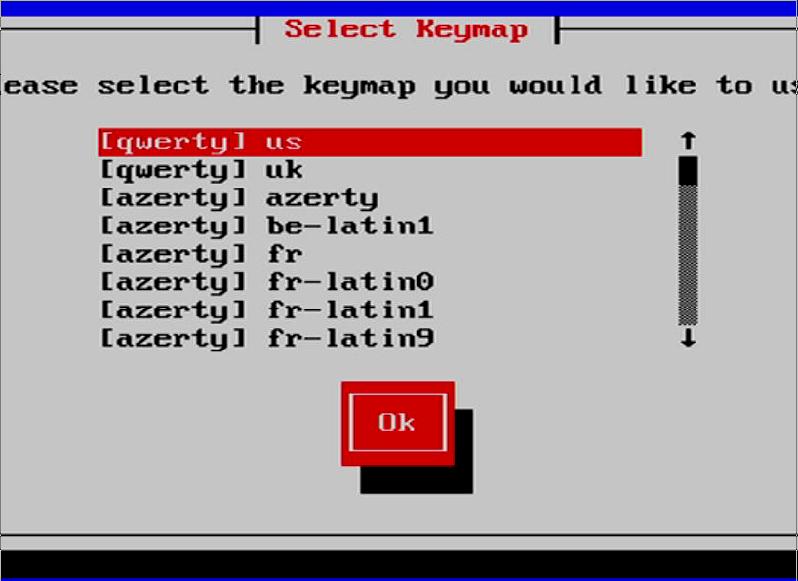 Select Keymap
ease select the keymap you would like to us
[qwerty] us
[qwerty] uk
[azerty] azerty
[azerty] be-latin1
[azerty] fr
[azerty] fr-latin0
[azerty] fr-latin1
[azerty] fr-latin9
Ok